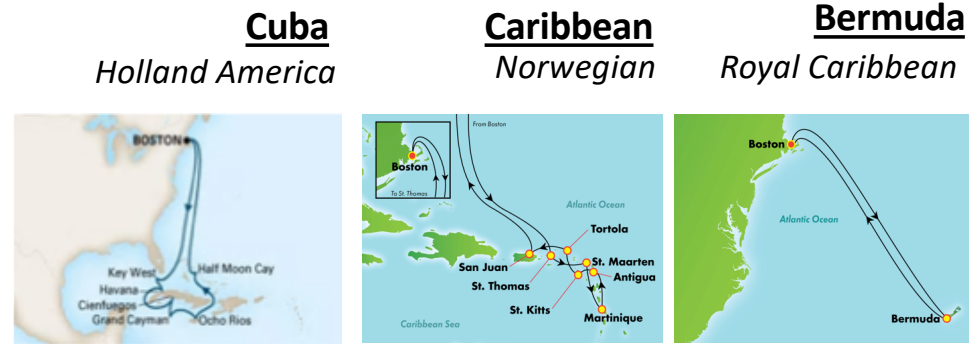 Cuba
Holland America
Caribbean
Norwegian
Bermuda
Royal Caribbean
BOSTON
Key West
Half Moon Cay
Havana
Cienfuegos
Grand Cayman
Ocho Rios
From Boston
Boston
To St. Thomas
Atlantic Ocean
Tortola
San Juan
St. Maarten
St. Thomas
Antigua
St. Kitts
Martinique
Caribbean Sea
Boston
Atlantic Ocean
Bermuda